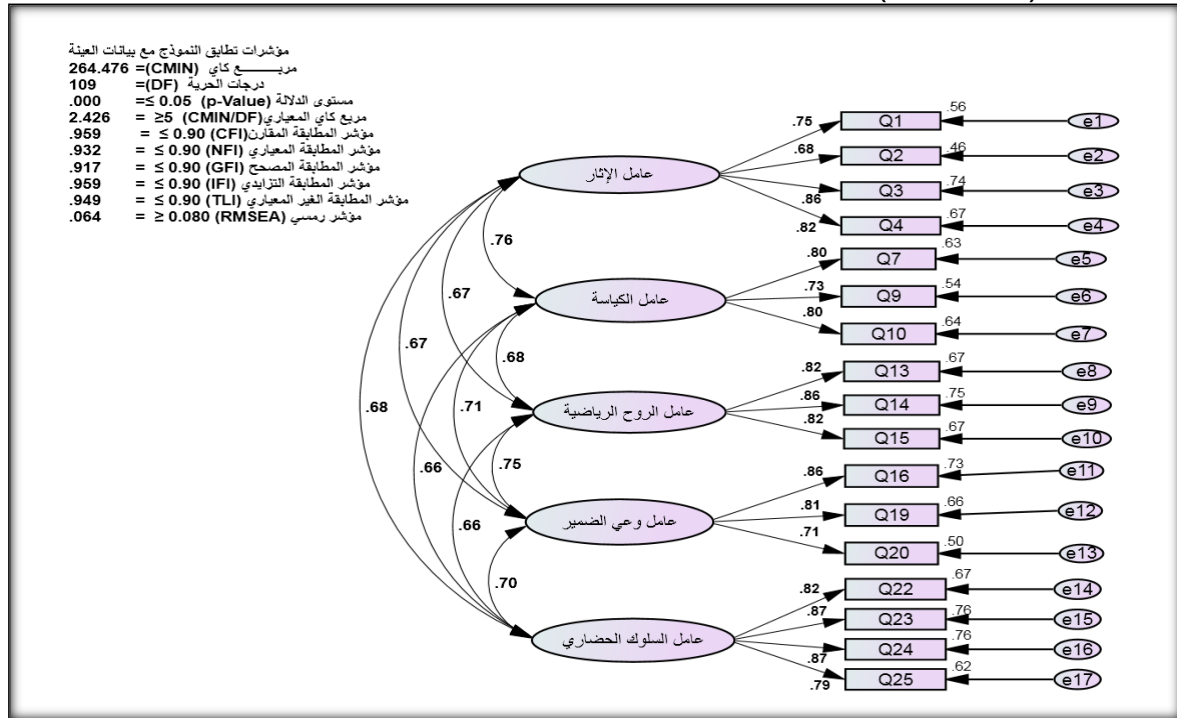 مؤشرات تطابق النموذج مع بيانات العينة
مربـــــع كاي (CMIN) =264.476
درجات الحرية (DF) =109
مستوى الدلالة (p-Value) 0.05 ≥= .000
مربع كاي المعياري(CMIN/DF) 5≤ = 2.426
مؤشر المطابقة المقارن(CFI) 0.90 ≥ = .959
مؤشر المطابقة المعياري (NFI) 0.90 ≥ = .932
مؤشر المطابقة المصحح (GFI) 0.90 ≥ = .917
مؤشر المطابقة التزايدي (IFI) 0.90 ≥ = .959
مؤشر المطابقة الغير المعياري (TLI) 0.90 ≥ = .949
مؤشر رمسي (RMSEA) 0.080 ≤ = .064
عامل الإثار
عامل الكياسة
عامل الروح الرياضية
عامل وعي الضمير
عامل السلوك الحضاري
.76
.67
.67
.68
.68
.71
.66
.75
.66
.70
.75 Q1 .56 e1
.68 Q2 .46 e2
.86 Q3 .74 e3
.82 Q4 .67 e4
.80 Q7 .63 e5
.73 Q9 .54 e6
.80 Q10 .64 e7
.82 Q13 .67 e8
.86 Q14 .75 e9
.82 Q15 .67 e10
.86 Q16 .73 e11
.81 Q19 .66 e12
.71 Q20 .50 e13
.82 Q22 .67 e14
.87 Q23 .76 e15
.87 Q24 .76 e16
.79 Q25 .62 e17